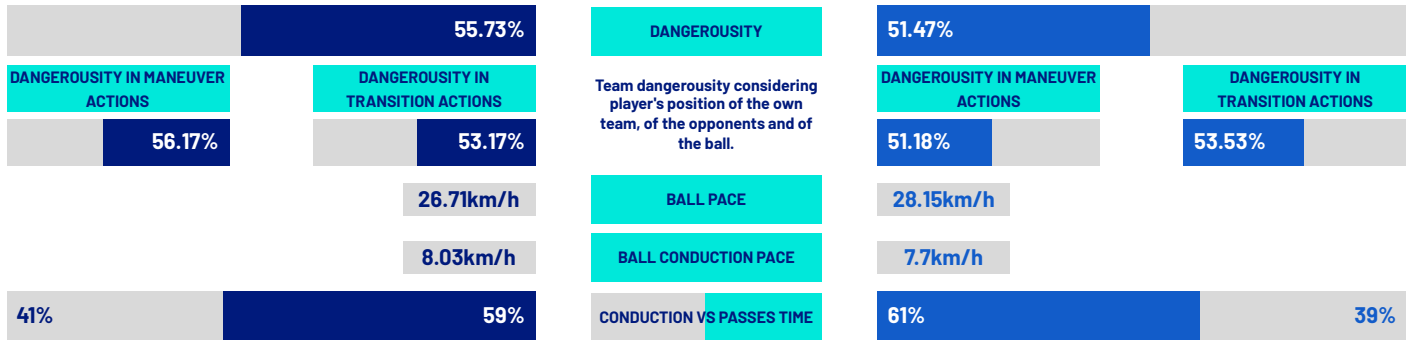 55.73%
DANGEROUSITY
51.47%
DANGEROUSITY IN MANEUVER
ACTIONS
DANGEROUSITY IN
TRANSITION ACTIONS
Team dangerousity considering
player's position of the own
team, of the opponents and of
the ball.
DANGEROUSITY IN MANEUVER
ACTIONS
DANGEROUSITY IN
TRANSITION ACTIONS
56.17%
53.17%
51.18%
53.53%
26.71km/h
BALL PACE
28.15km/h
8.03km/h
BALL CONDUCTION PACE
7.7km/h
41%
59%
CONDUCTION VS PASSES TIME
61%
39%